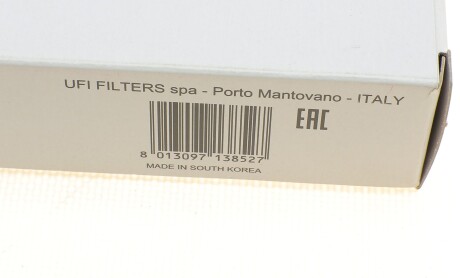 UFI FILTERS spa - Porto Mantovano - ITALY
EAC
8 013097 138527
MADE IN SOUTH KOREA